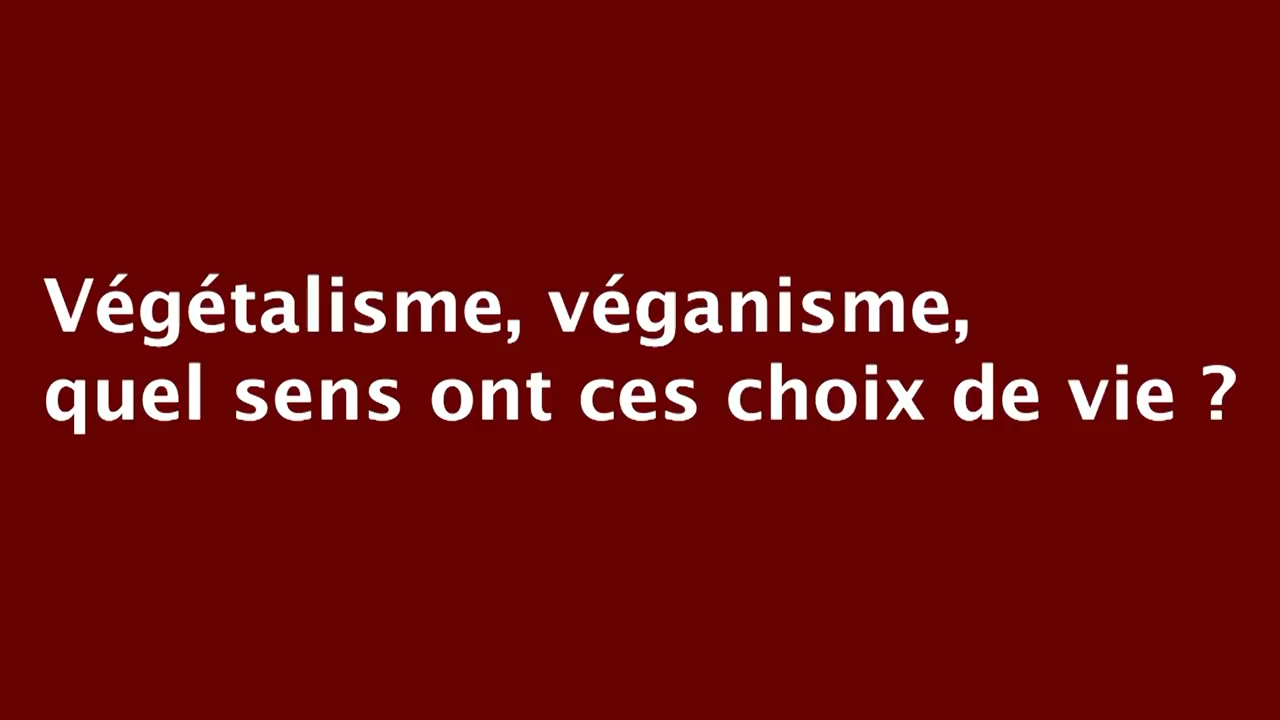 Végétalisme, véganisme,
quel sens ont ces choix de vie ?